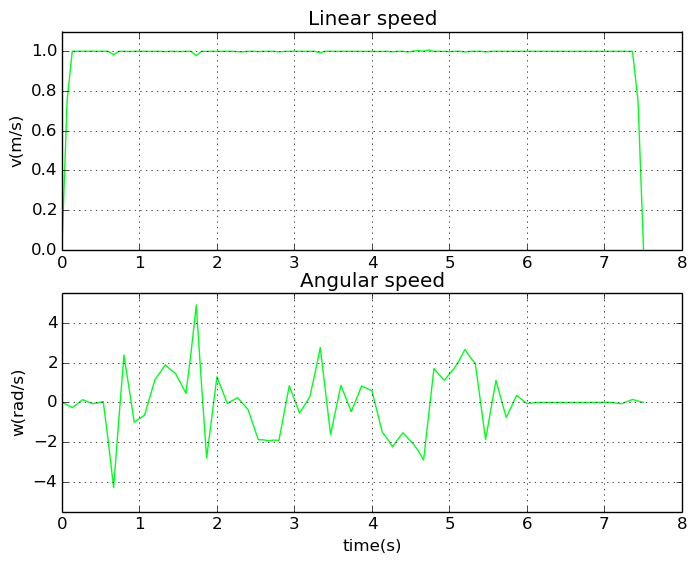 Linear speed
1.0
0.8
0.6
0.4
0.2
0.0
v(m/s)
0 1 2 3 4 5 6 7 8
Angular speed
4
2
0
−2
−4
w(rad/s)
0 1 2 3 4 5 6 7 8
time(s)